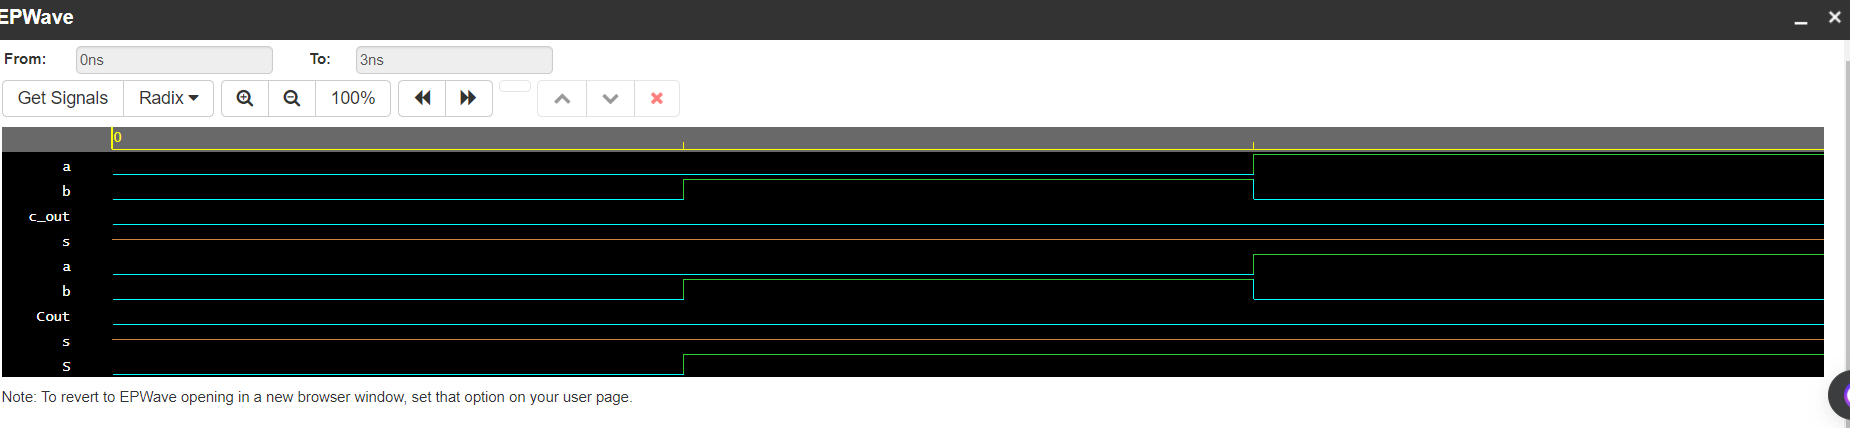 EPWave
From: 0ns To: 3ns
Get Signals Radix 100%
0
a
b
c_out
s
a
b
Cout
s
S
Note: To revert to EPWave opening in a new browser window, set that option on your user page.